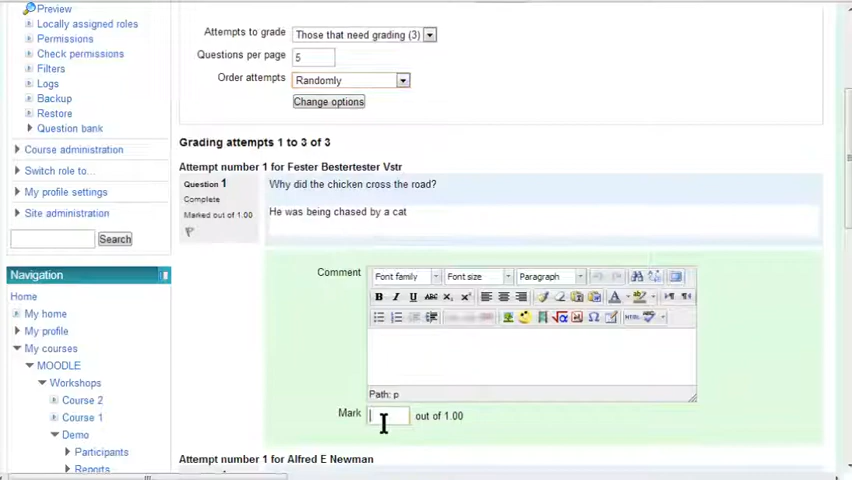 Preview
Locally assigned roles
Permissions
Check permissions
Filters
Logs
Backup
Restore
Question bank
Course administration
Switch role to...
My profile settings
Site administration
Search
Navigation
Home
My home
My profile
My courses
MOODLE
Workshops
Course 2
Course 1
Demo
Participants
Reports
Attempts to grade Those that need grading (3)
Questions per page 5
Order attempts Randomly
Change options
Grading attempts 1 to 3 of 3
Attempt number 1 for Fester Bestertester Vstr
Question 1
Complete
Marked out of 1.00
Why did the chicken cross the road?
He was being chased by a cat
Comment
Font family Font size Paragraph
B I U ABC X₂ X² A
Ω HTML
Path: p
Mark out of 1.00
Attempt number 1 for Alfred E Newman